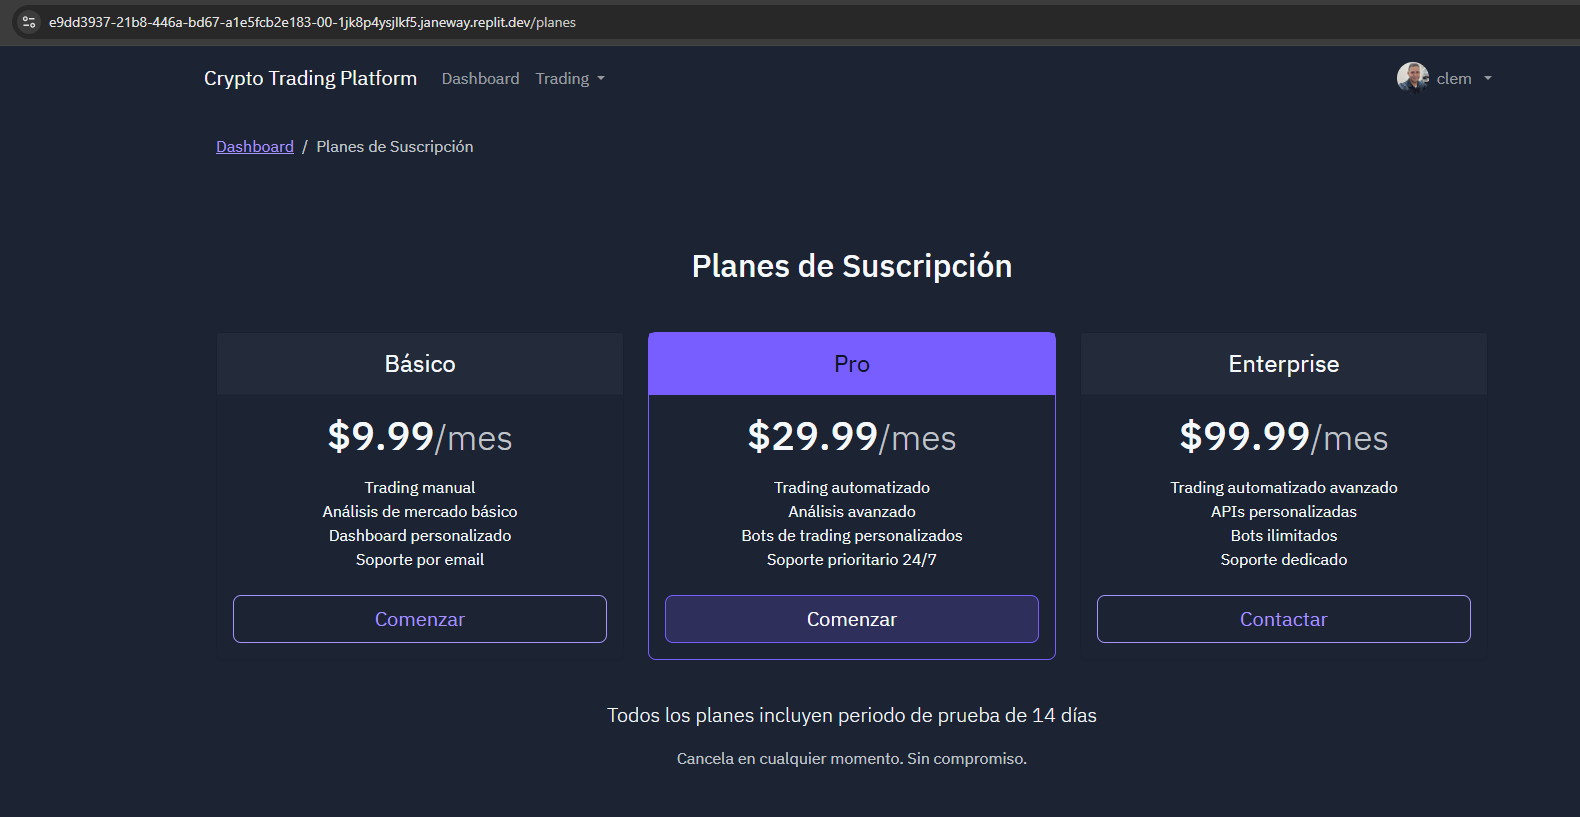 e9dd3937-21b8-446a-bd67-a1e5fcb2e183-00-1jk8p4ysjlkf5.janeway.replit.dev/planes
Crypto Trading Platform Dashboard Trading clem
Dashboard / Planes de Suscripción
Planes de Suscripción
Básico
$9.99/mes
Trading manual
Análisis de mercado básico
Dashboard personalizado
Soporte por email
Comenzar
Pro
$29.99/mes
Trading automatizado
Análisis avanzado
Bots de trading personalizados
Soporte prioritario 24/7
Comenzar
Enterprise
$99.99/mes
Trading automatizado avanzado
APIs personalizadas
Bots ilimitados
Soporte dedicado
Contactar
Todos los planes incluyen periodo de prueba de 14 días
Cancela en cualquier momento. Sin compromiso.